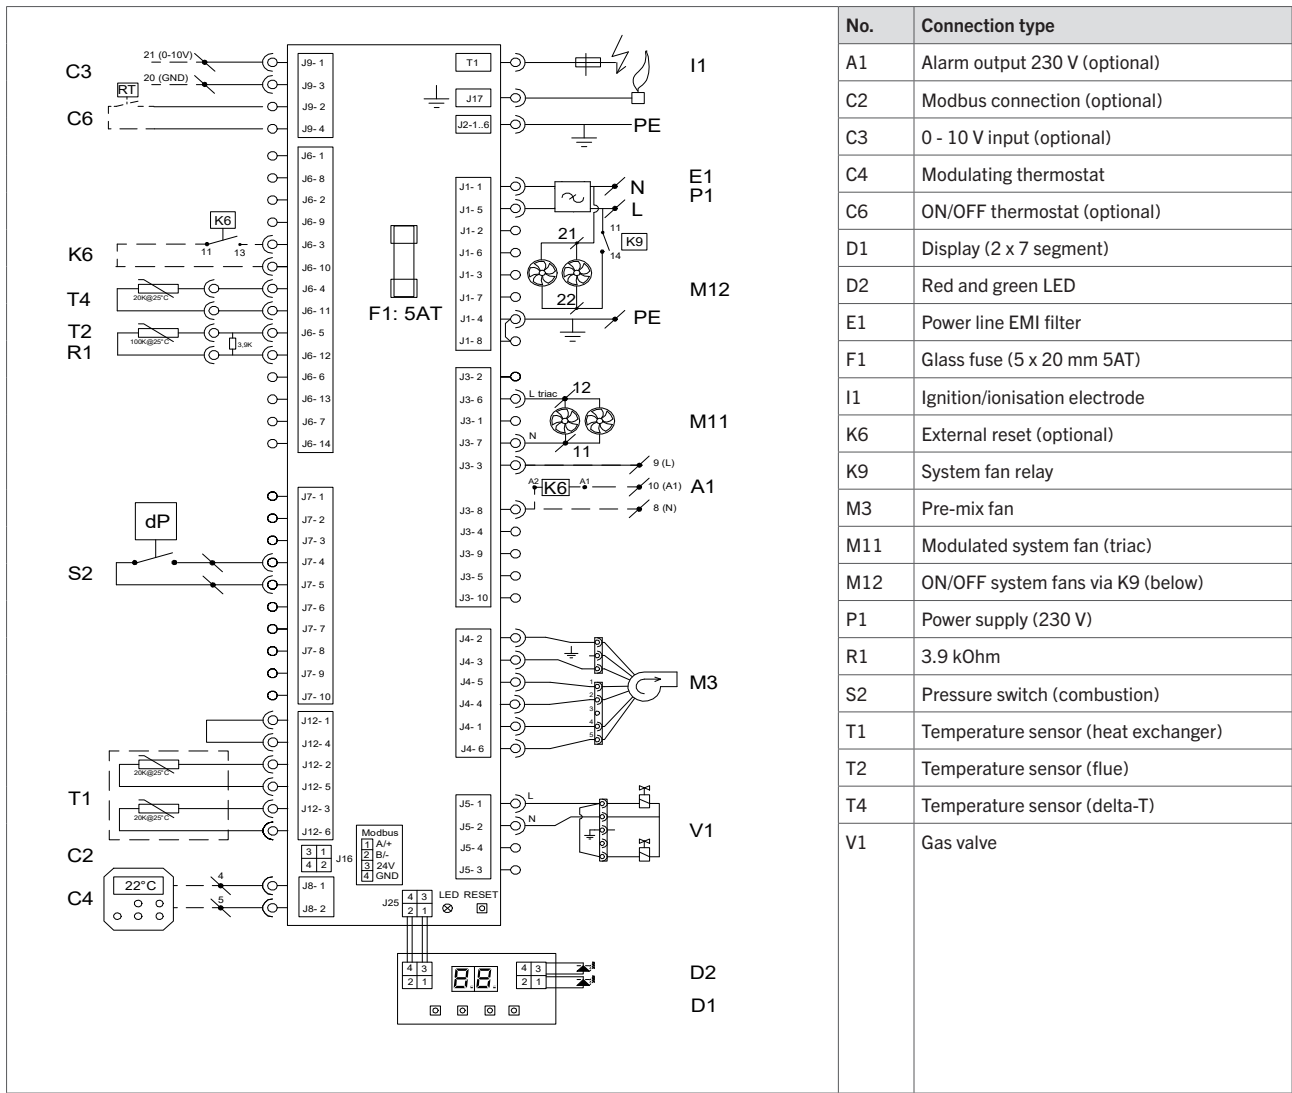 C3
21 (0-10V)
20 (GND)
RT
C6
K6
K6
11
13
T4
20K@25°C
T2
100K@25°C
R1
3,9K
dP
S2
T1
20K@25°C
20K@25°C
C2
C4
22°C
4
5
J9- 1
J9- 3
J9- 2
J9- 4
J6- 1
J6- 8
J6- 2
J6- 9
J6- 3
J6- 10
J6- 4
J6- 11
J6- 5
J6- 12
J6- 6
J6- 13
J6- 7
J6- 14
J7- 1
J7- 2
J7- 3
J7- 4
J7- 5
J7- 6
J7- 7
J7- 8
J7- 9
J7- 10
J12- 1
J12- 4
J12- 2
J12- 5
J12- 3
J12- 6
3 1
4 2
J16
J8- 1
J8- 2
F1: 5AT
Modbus
1 A/+
2 B/-
3 24V
4 GND
J25
4 3
2 1
LED
RESET
T1
J17
J2-1..6
J1- 1
J1- 5
J1- 2
J1- 6
J1- 3
J1- 7
J1- 4
J1- 8
J3- 2
J3- 6
J3- 1
J3- 7
J3- 3
J3- 8
J3- 4
J3- 9
J3- 5
J3- 10
J4- 2
J4- 3
J4- 5
J4- 4
J4- 1
J4- 6
J5- 1
J5- 2
J5- 4
J5- 3
I1
PE
E1
P1
N
L
11
K9
14
21
22
M12
PE
L triac
12
M11
N
11
9 (L)
A2
K6
A1
10 (A1)
A1
8 (N)
1
2
3
4
5
M3
L
N
V1
4 3
2 1
88
4 3
2 1
D2
D1
No. Connection type
A1 Alarm output 230 V (optional)
C2 Modbus connection (optional)
C3 0 - 10 V input (optional)
C4 Modulating thermostat
C6 ON/OFF thermostat (optional)
D1 Display (2 x 7 segment)
D2 Red and green LED
E1 Power line EMI filter
F1 Glass fuse (5 x 20 mm 5AT)
I1 Ignition/ionisation electrode
K6 External reset (optional)
K9 System fan relay
M3 Pre-mix fan
M11 Modulated system fan (triac)
M12 ON/OFF system fans via K9 (below)
P1 Power supply (230 V)
R1 3.9 kOhm
S2 Pressure switch (combustion)
T1 Temperature sensor (heat exchanger)
T2 Temperature sensor (flue)
T4 Temperature sensor (delta-T)
V1 Gas valve